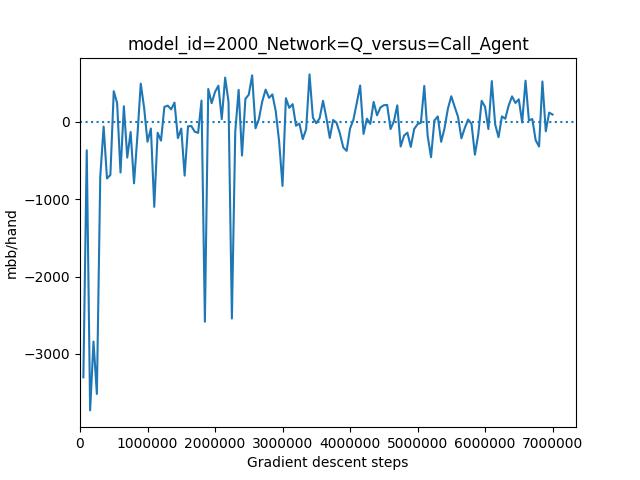 model_id=2000_Network=Q_versus=Call_Agent
0
−1000
−2000
−3000
mbb/hand
0 1000000 2000000 3000000 4000000 5000000 6000000 7000000
Gradient descent steps